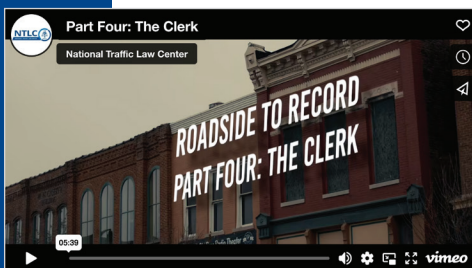 NTLC
Part Four: The Clerk
National Traffic Law Center
ROADSIDE TO RECORD
PART FOUR: THE CLERK
05:39
vimeo